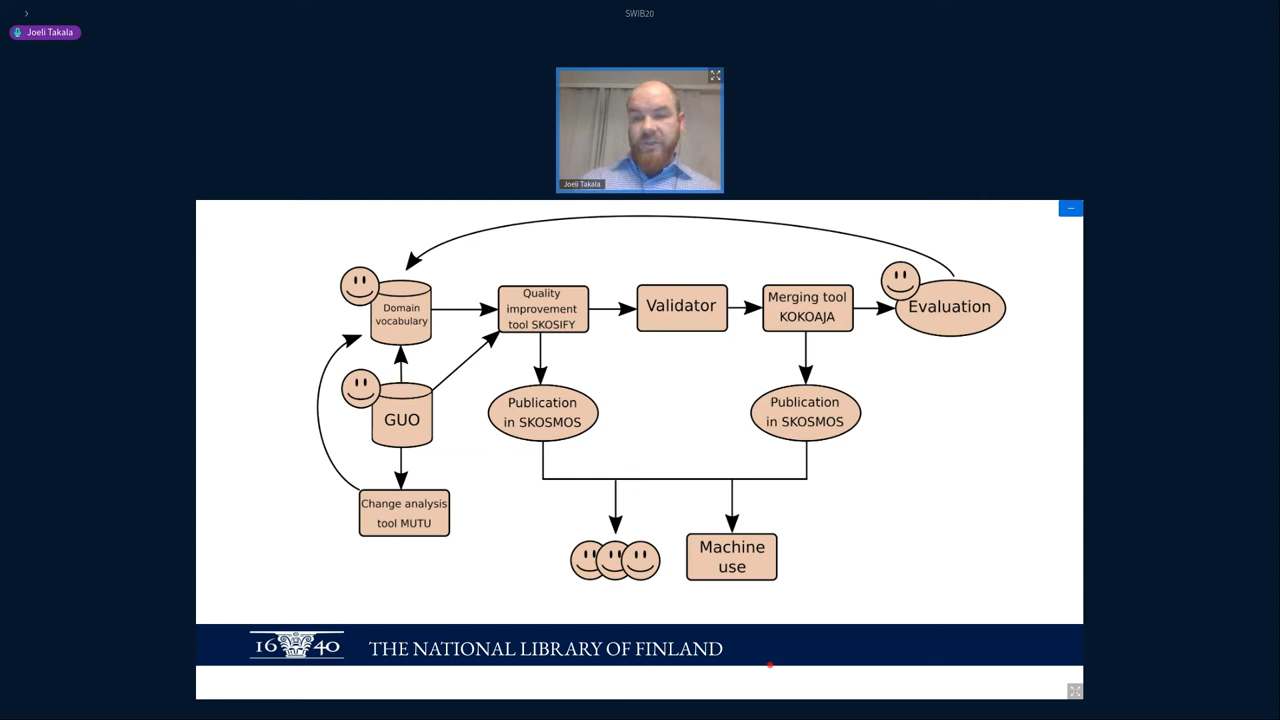 SWIB20
Joeli Takala
Joeli Takala
Domain
vocabulary
Quality
improvement
tool SKOSIFY
Validator
Merging tool
KOKOAJA
Evaluation
GUO
Publication
in SKOSMOS
Publication
in SKOSMOS
Change analysis
tool MUTU
Machine
use
1640
THE NATIONAL LIBRARY OF FINLAND